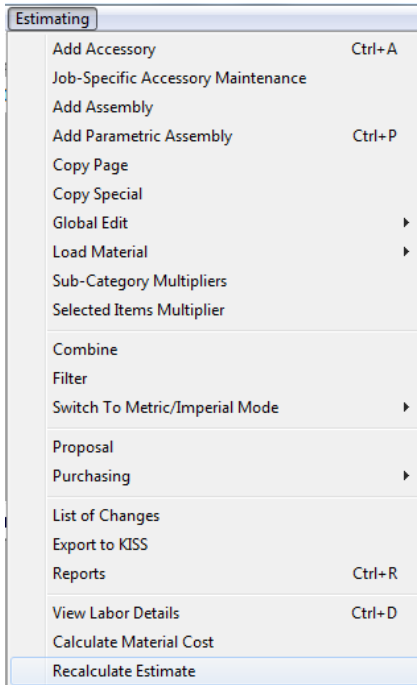 Estimating
Add Accessory Ctrl+A
Job-Specific Accessory Maintenance
Add Assembly
Add Parametric Assembly Ctrl+P
Copy Page
Copy Special
Global Edit
Load Material
Sub-Category Multipliers
Selected Items Multiplier
Combine
Filter
Switch To Metric/Imperial Mode
Proposal
Purchasing
List of Changes
Export to KISS
Reports Ctrl+R
View Labor Details Ctrl+D
Calculate Material Cost
Recalculate Estimate